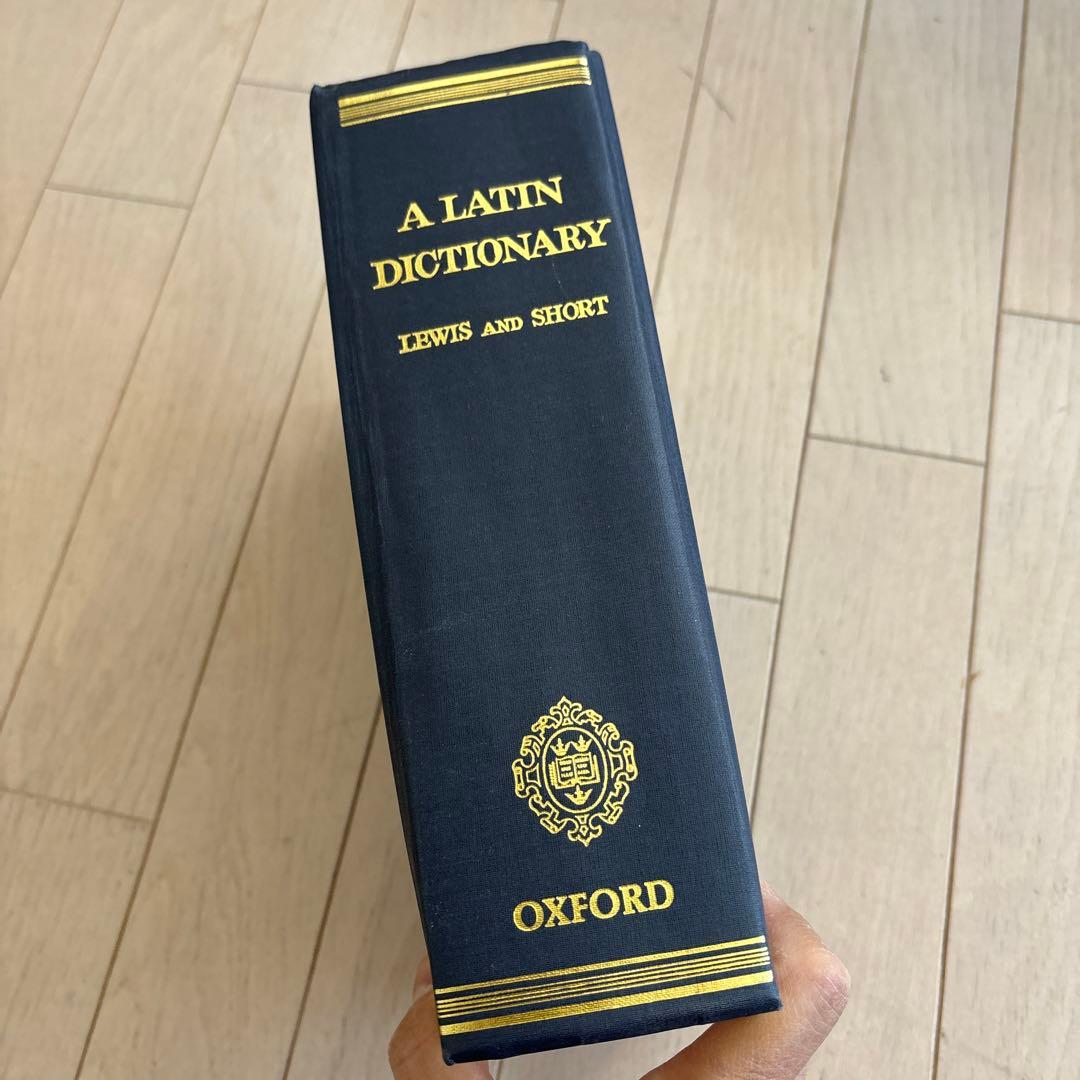 A LATIN
DICTIONARY
LEWIS AND SHORT
OXFORD